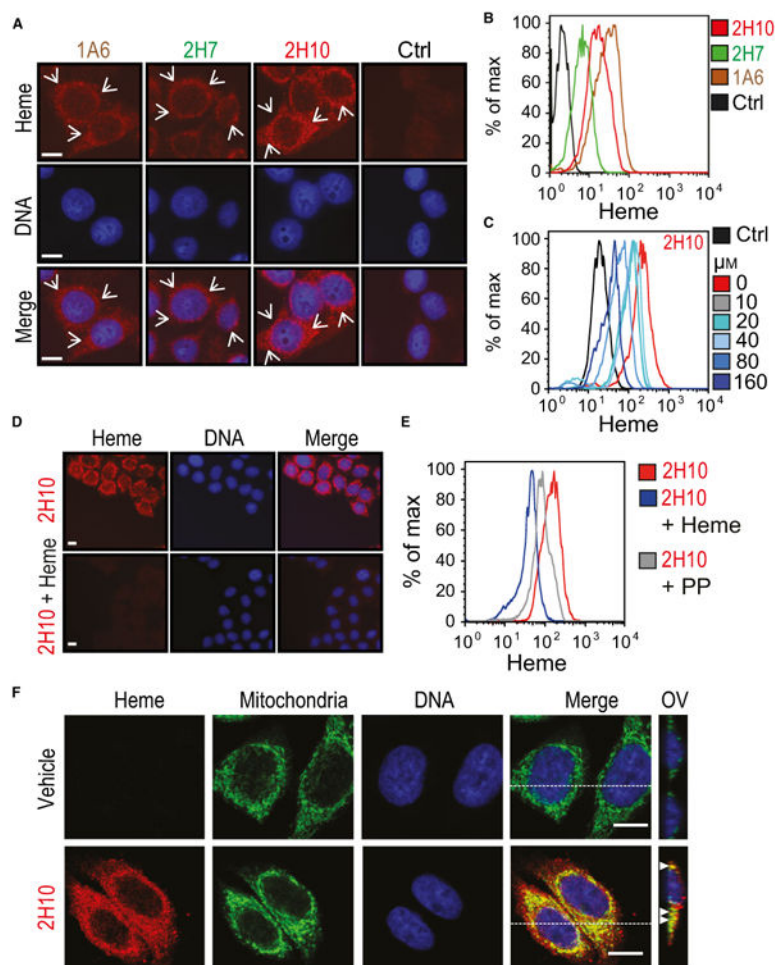 A
1A6 2H7 2H10 Ctrl
Heme
DNA
Merge
B
% of max
100
80
60
40
20
0
10⁰ 10¹ 10² 10³ 10⁴
Heme
2H10
2H7
1A6
Ctrl
C
2H10
% of max
100
80
60
40
20
0
10⁰ 10¹ 10² 10³ 10⁴
Heme
Ctrl
µM
0
10
20
40
80
160
D
Heme DNA Merge
2H10
2H10 + Heme
E
% of max
100
80
60
40
20
0
10⁰ 10¹ 10² 10³ 10⁴
Heme
2H10
2H10
+ Heme
2H10
+ PP
F
Heme Mitochondria DNA Merge OV
Vehicle
2H10